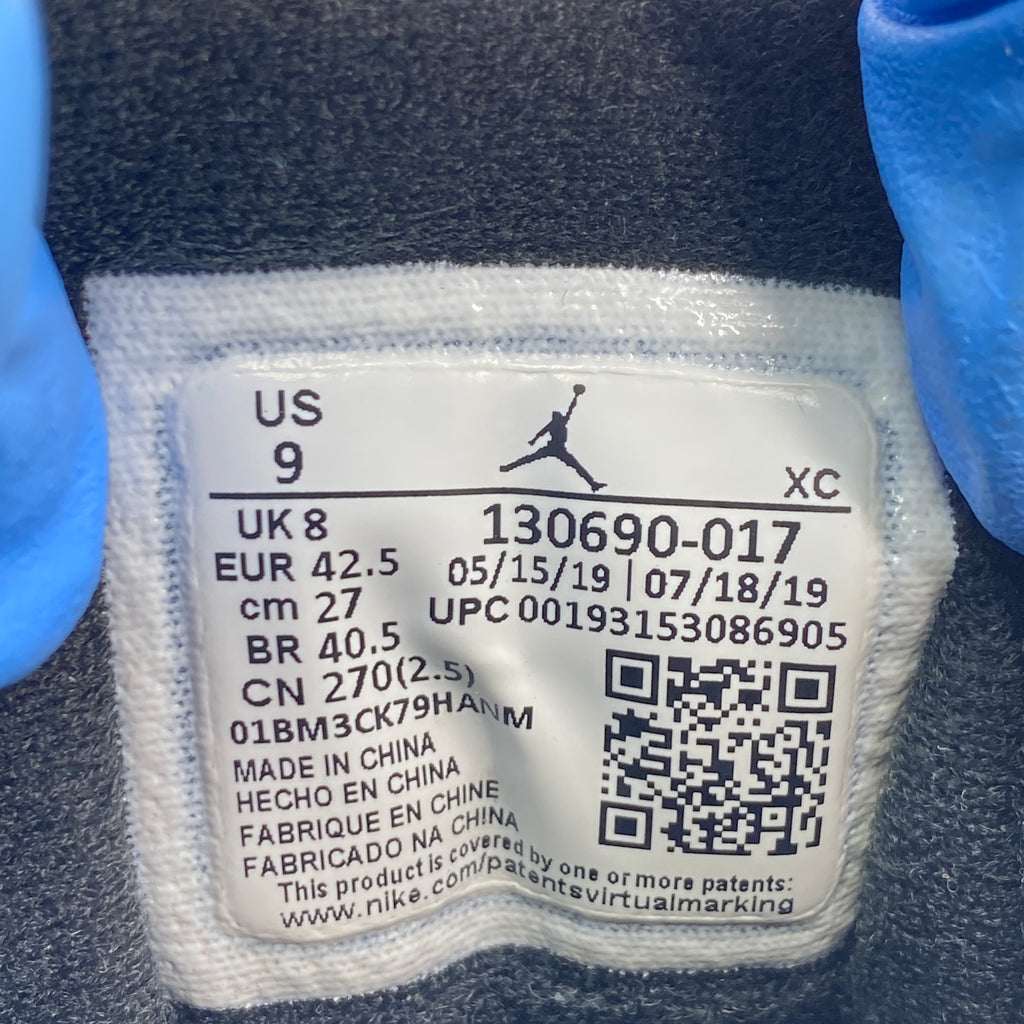 US
9
XC
UK 8
EUR 42.5
cm 27
BR 40.5
CN 270(2.5)
01BM3CK79HANM
130690-017
05/15/19 | 07/18/19
UPC 00193153086905
MADE IN CHINA
HECHO EN CHINA
FABRIQUE EN CHINE
FABRICADO NA CHINA
This product is covered by one or more patents:
www.nike.com/patentsvirtualmarking